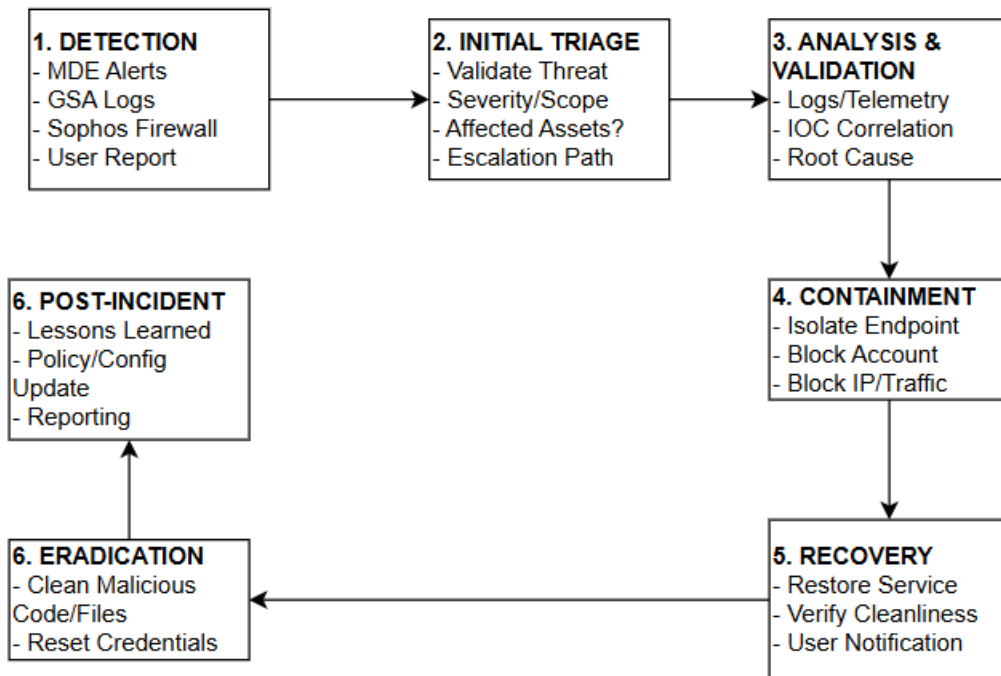 1. DETECTION
- MDE Alerts
- GSA Logs
- Sophos Firewall
- User Report
2. INITIAL TRIAGE
- Validate Threat
- Severity/Scope
- Affected Assets?
- Escalation Path
3. ANALYSIS &
VALIDATION
- Logs/Telemetry
- IOC Correlation
- Root Cause
4. CONTAINMENT
- Isolate Endpoint
- Block Account
- Block IP/Traffic
5. RECOVERY
- Restore Service
- Verify Cleanliness
- User Notification
6. ERADICATION
- Clean Malicious
Code/Files
- Reset Credentials
6. POST-INCIDENT
- Lessons Learned
- Policy/Config
Update
- Reporting